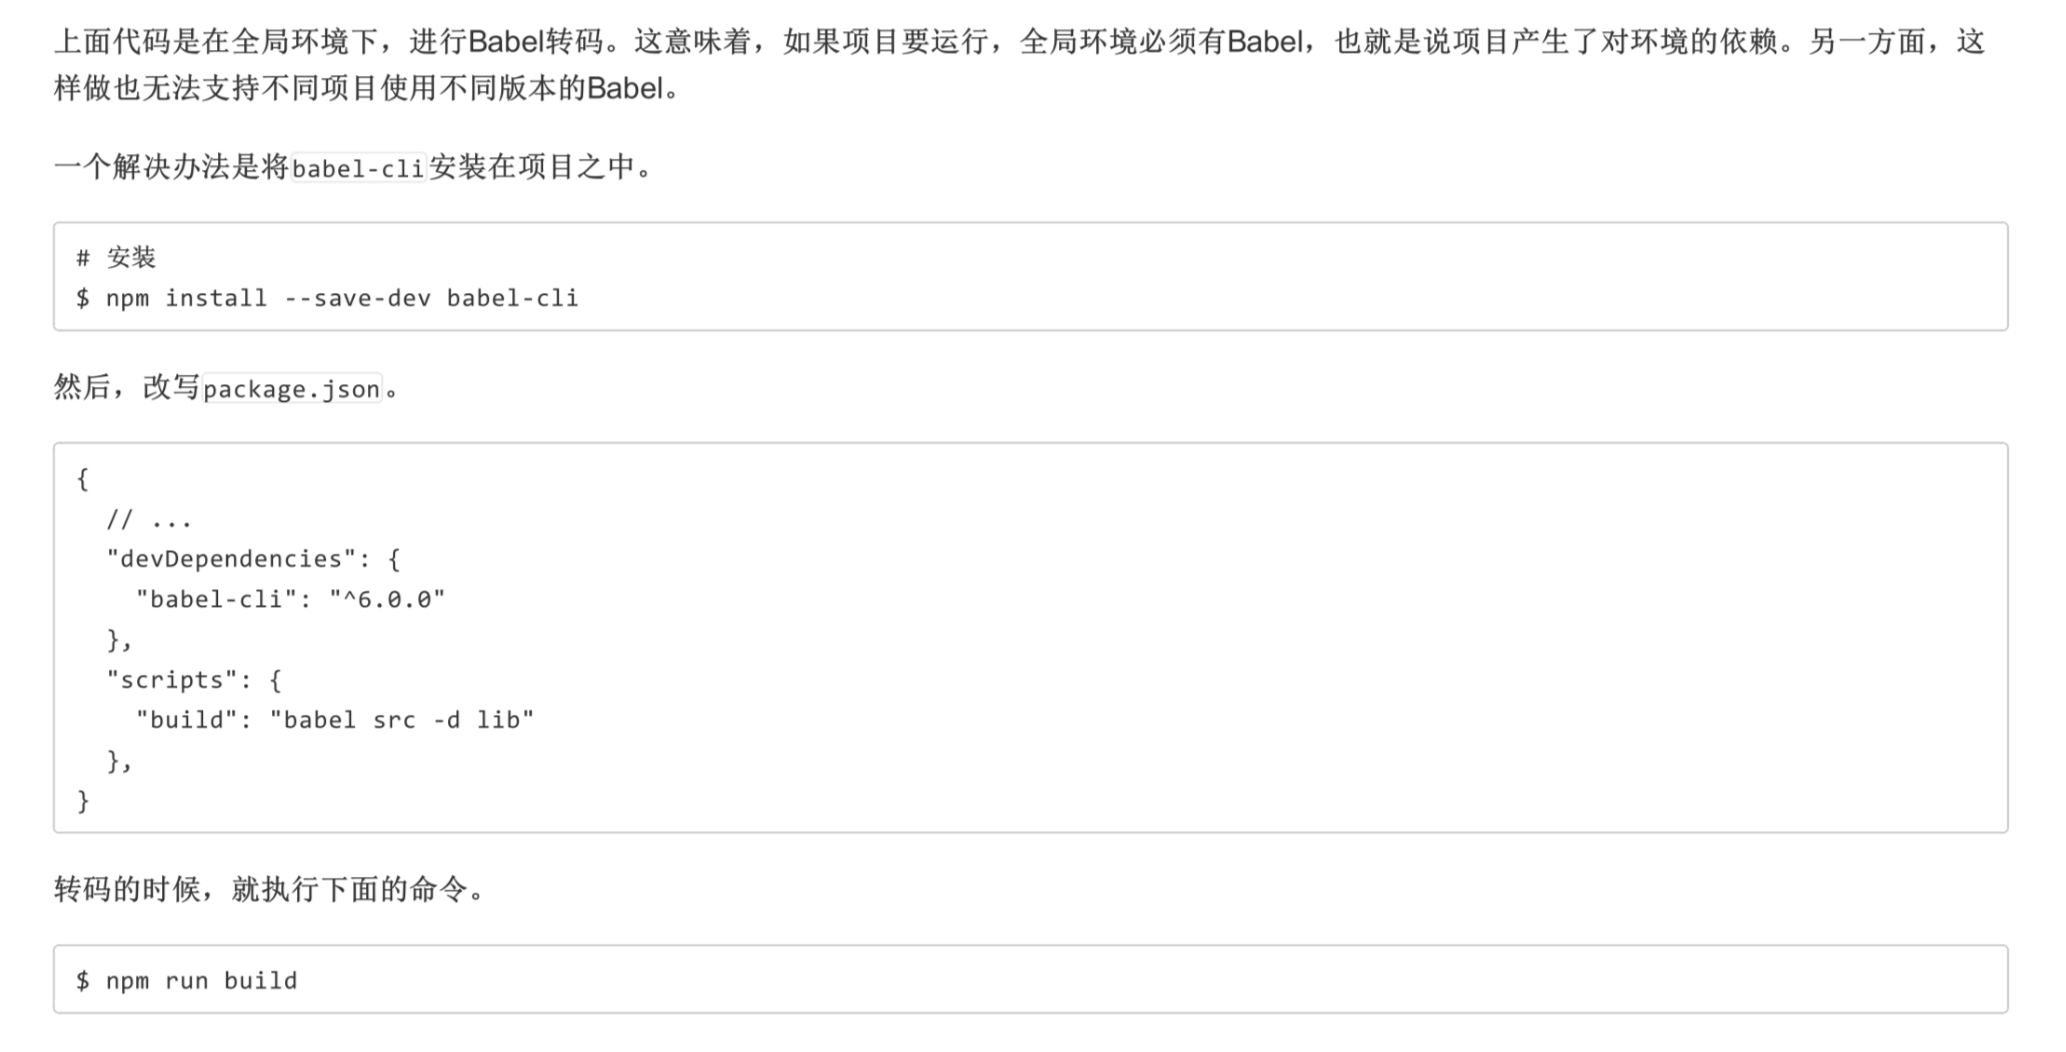 上面代码是在全局环境下，进行Babel转码。这意味着，如果项目要运行，全局环境必须有Babel，也就是说项目产生了对环境的依赖。另一方面，这
样做也无法支持不同项目使用不同版本的Babel。
一个解决办法是将babel-cli安装在项目之中。
# 安装
$ npm install --save-dev babel-cli
然后，改写package.json。
{
  // ...
  "devDependencies": {
    "babel-cli": "^6.0.0"
  },
  "scripts": {
    "build": "babel src -d lib"
  },
}
转码的时候，就执行下面的命令。
$ npm run build